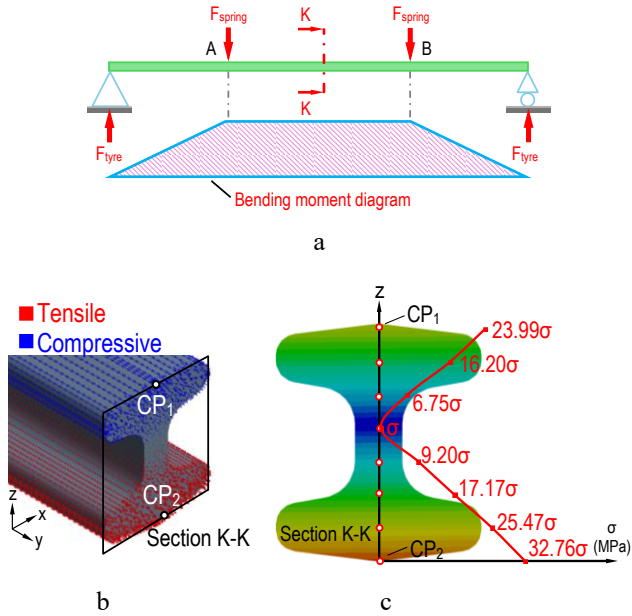 K
F_spring
F_spring
A
B
K
F_tyre
F_tyre
Bending moment diagram
a
Tensile
Compressive
CP₁
CP₂
Section K-K
z
x
y
b
z
CP₁
23.99σ
16.20σ
6.75σ
σ
9.20σ
17.17σ
25.47σ
Section K-K
σ
(MPa)
CP₂
32.76σ
c